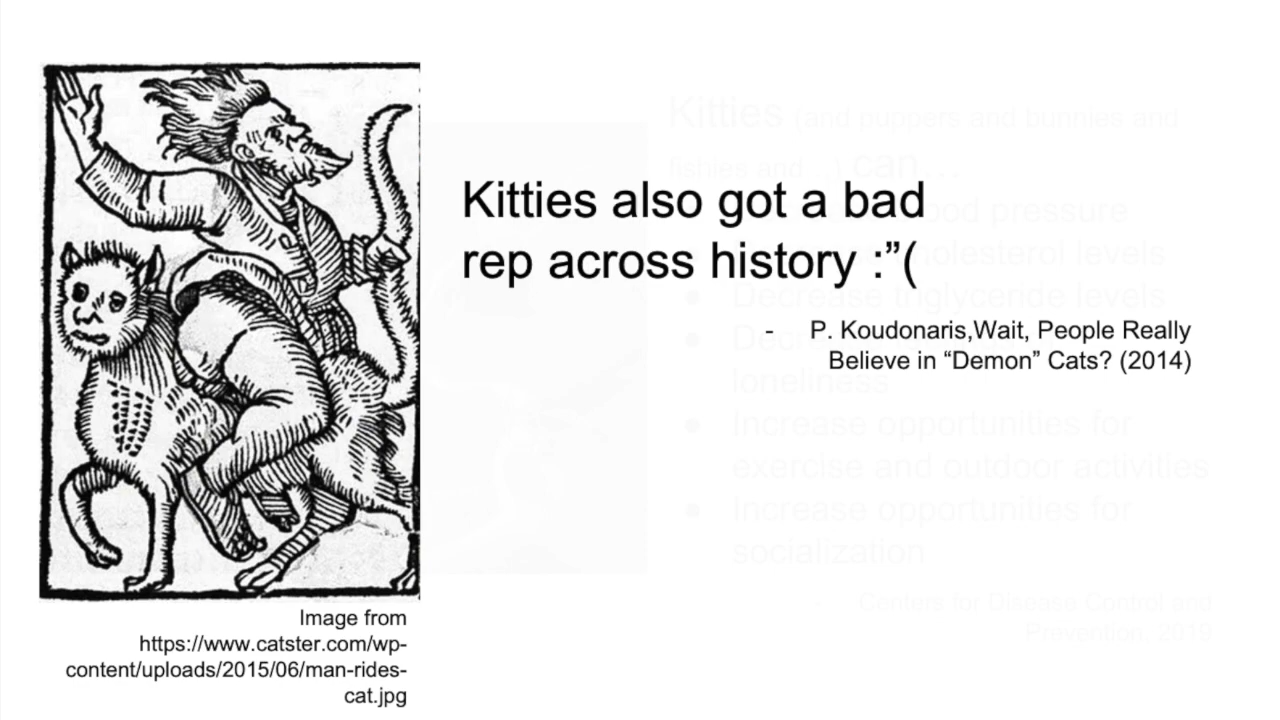 Kitties also got a bad
rep across history :”(
- P. Koudonaris,Wait, People Really
Believe in “Demon” Cats? (2014)
Image from
https://www.catster.com/wp-
content/uploads/2015/06/man-rides-
cat.jpg
Kitties (and puppers and bunnies and
fishies and can...
pressure
cholesterol levels
● Decrease triglyceride levels
●
loneliness
● Increase opportunities for
exercise and outdoor activities
● Increase opportunities for
socialization
- Centers for Disease Control and
Prevention, 2019